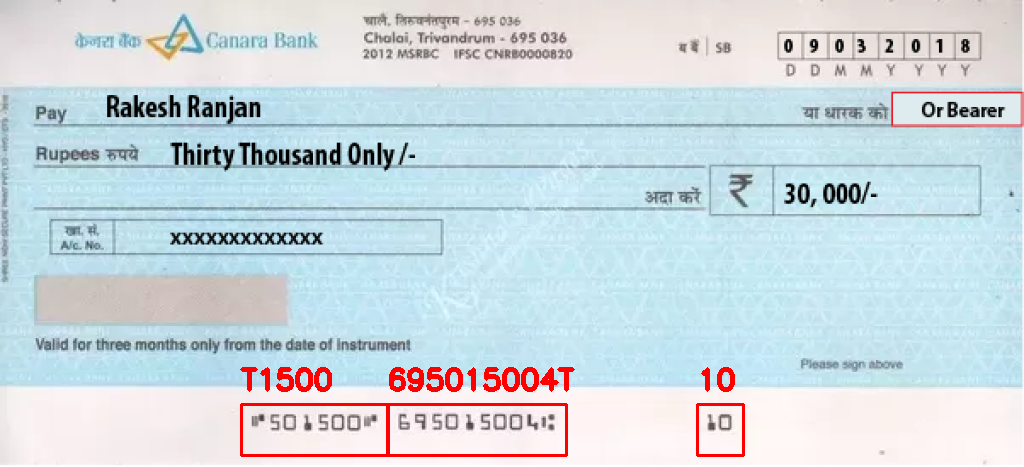 केनरा बैंक Canara Bank
चालै, तिरुवनंतपुरम - 695 036
Chalai, Trivandrum - 695 036
2012 MSRBC IFSC CNRB0000820
ब बैं | SB
0 9 0 3 2 0 1 8
D D M M Y Y Y Y
Pay Rakesh Ranjan या धारक को Or Bearer
Rupees रुपये Thirty Thousand Only /-
अदा करें ₹ 30, 000/-
खा. सं.
A/c. No. XXXXXXXXXXXXX
Valid for three months only from the date of instrument
Please sign above
T1500 695015004T 10
⑈501500⑈ 695015004⑆ 10